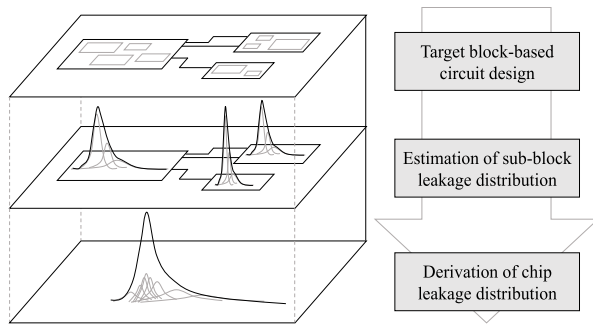 Target block-based
circuit design
Estimation of sub-block
leakage distribution
Derivation of chip
leakage distribution